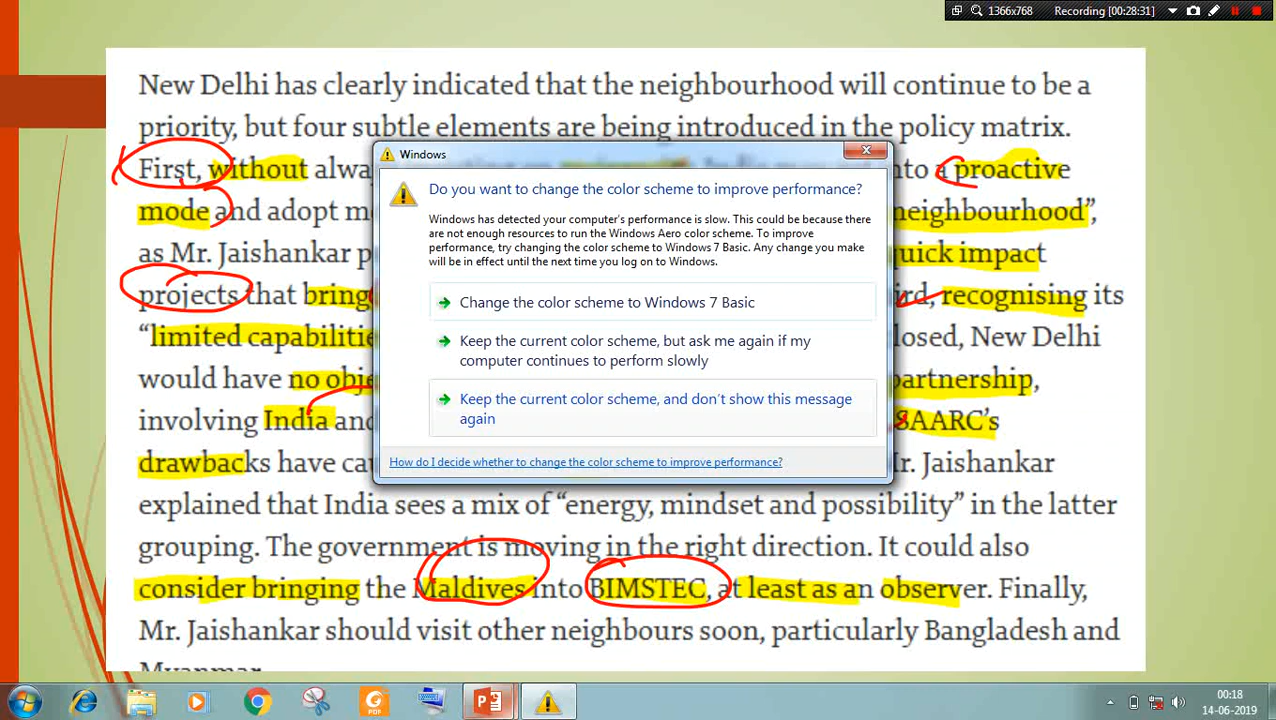 1366x768 Recording [00:28:31]
New Delhi has clearly indicated that the neighbourhood will continue to be a
priority, but four subtle elements are being introduced in the policy matrix.
First, without alwa
nto a proactive
mode and adopt m
neighbourhood”,
as Mr. Jaishankar p
quick impact
projects that bring
ird, recognising its
“limited capabilitie
losed, New Delhi
would have no obje
partnership,
involving India and
SAARC’s
drawbacks have ca
r. Jaishankar
explained that India sees a mix of “energy, mindset and possibility” in the latter
grouping. The government is moving in the right direction. It could also
consider bringing the Maldives into BIMSTEC, at least as an observer. Finally,
Mr. Jaishankar should visit other neighbours soon, particularly Bangladesh and
Myanmar
Windows
Do you want to change the color scheme to improve performance?
Windows has detected your computer's performance is slow. This could be because there
are not enough resources to run the Windows Aero color scheme. To improve
performance, try changing the color scheme to Windows 7 Basic. Any change you make
will be in effect until the next time you log on to Windows.
Change the color scheme to Windows 7 Basic
Keep the current color scheme, but ask me again if my
computer continues to perform slowly
Keep the current color scheme, and don't show this message
again
How do I decide whether to change the color scheme to improve performance?
PDF
00:18
14-06-2019